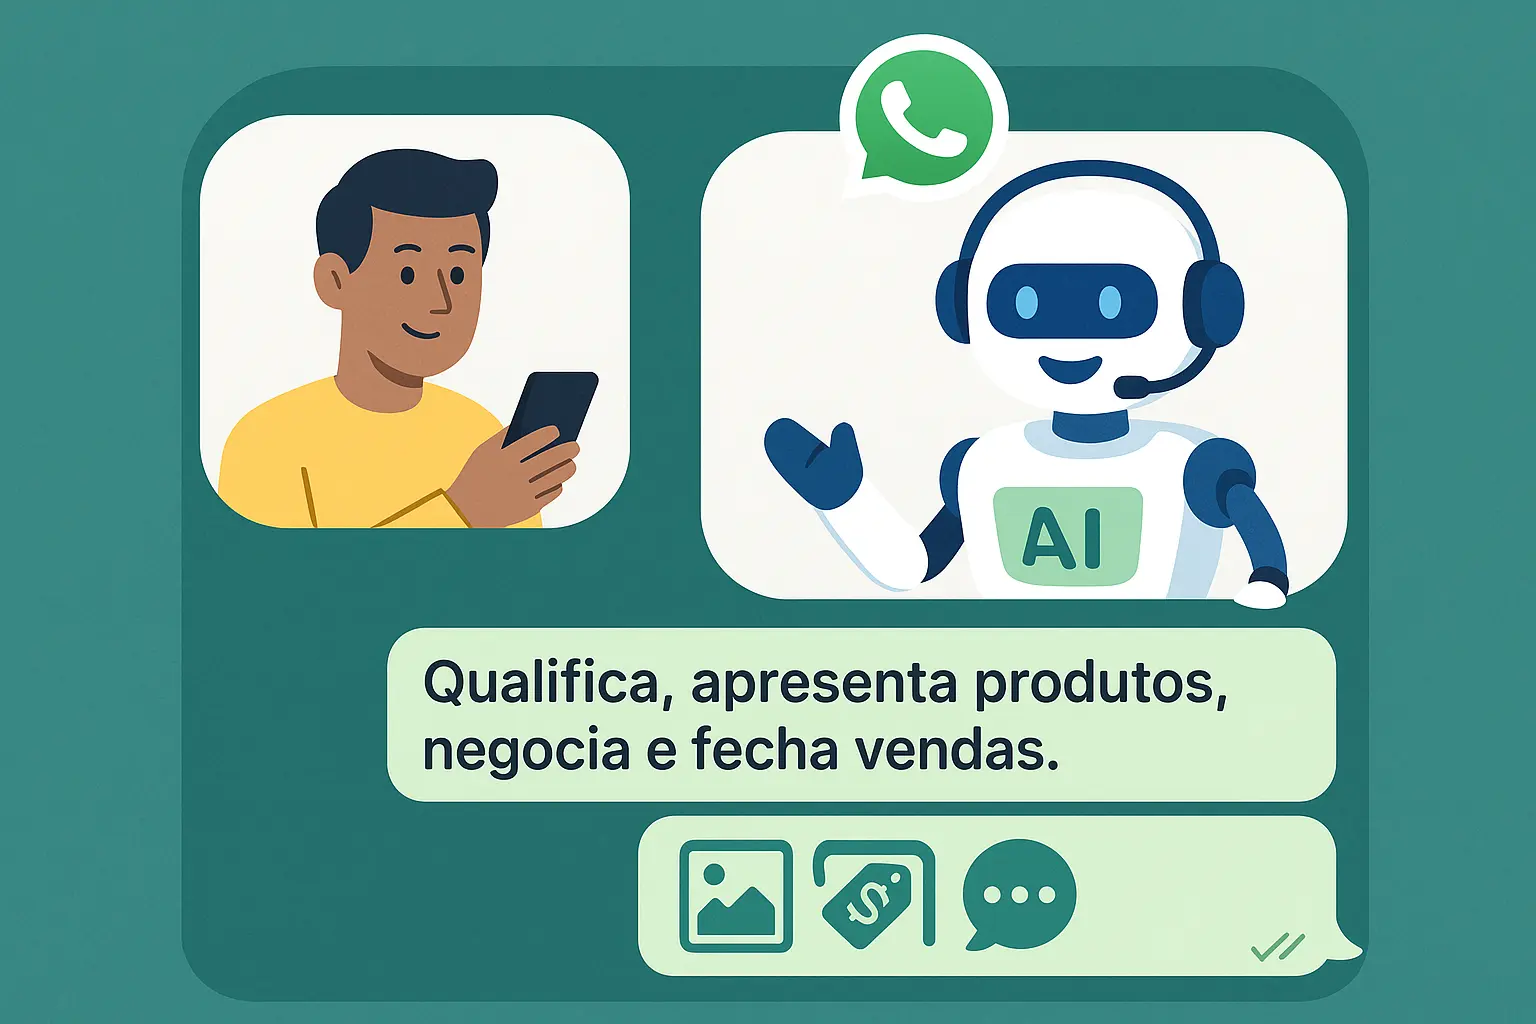 AI
Qualifica, apresenta produtos,
negocia e fecha vendas.
$